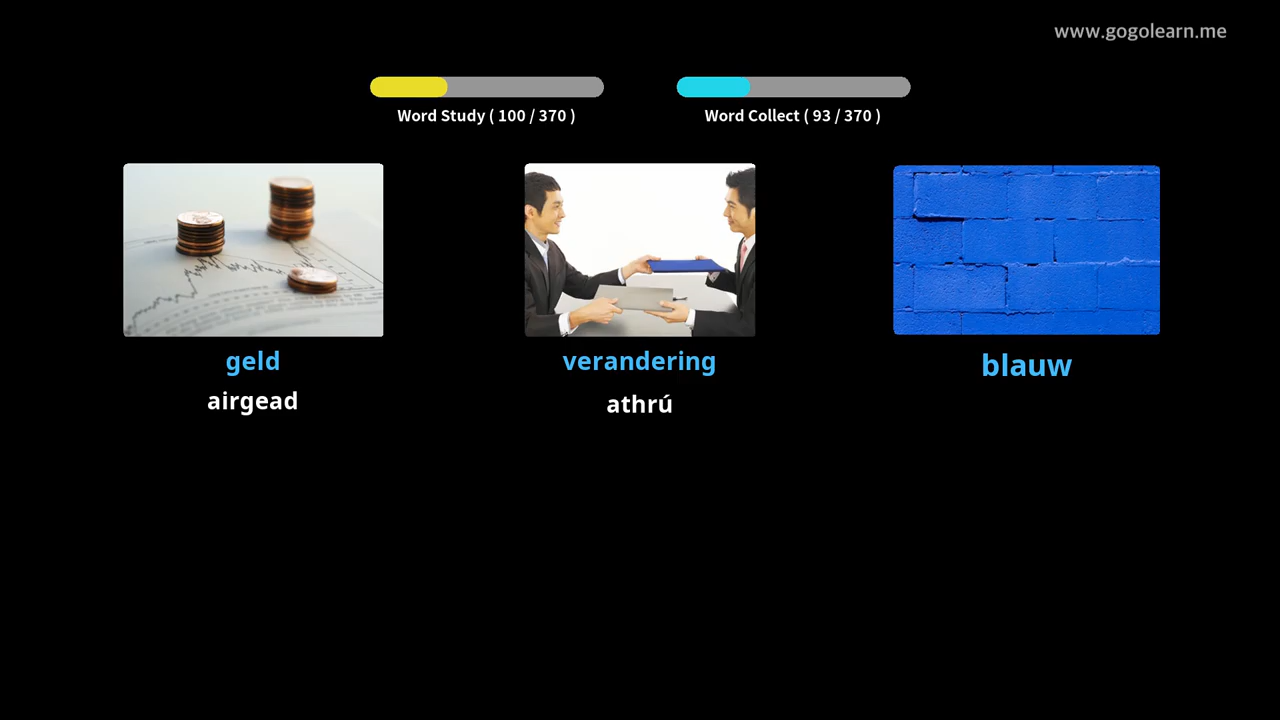 www.gogolearn.me
Word Study ( 100 / 370 )
Word Collect ( 93 / 370 )
geld
airgead
verandering
athrú
blauw